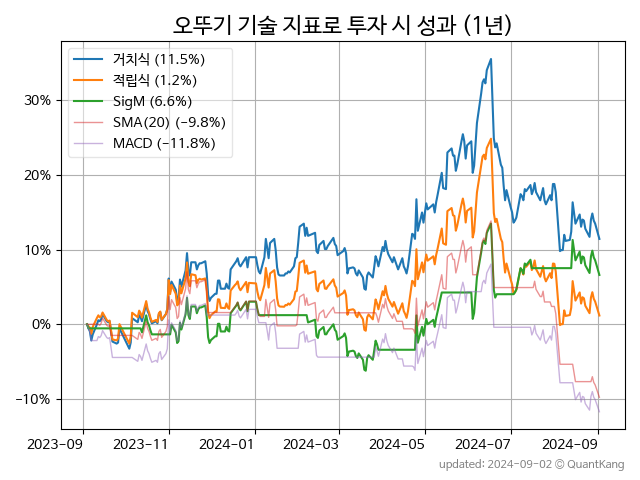 오뚜기 기술 지표로 투자 시 성과 (1년)
거치식 (11.5%)
적립식 (1.2%)
SigM (6.6%)
SMA(20) (−9.8%)
MACD (−11.8%)
30%
20%
10%
0%
−10%
2023−09 2023−11 2024−01 2024−03 2024−05 2024−07 2024−09
updated: 2024-09-02 © QuantKang